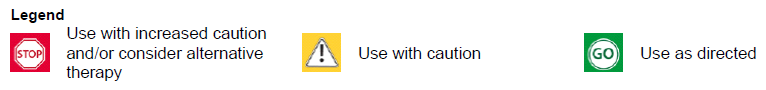 Legend
STOP
Use with increased caution
and/or consider alternative
therapy
!
Use with caution
GO
Use as directed